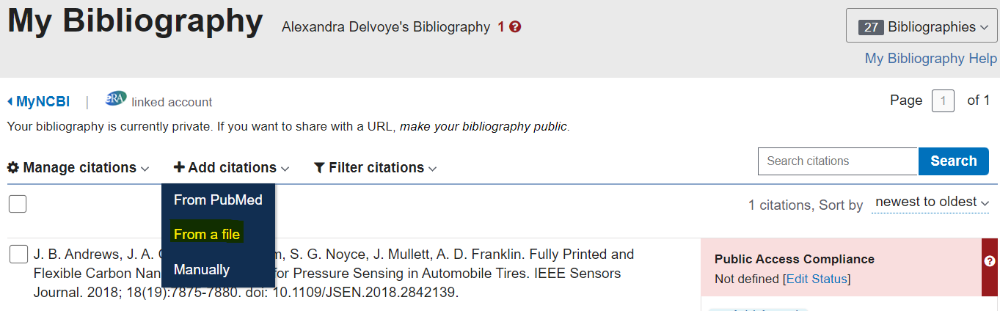 My Bibliography Alexandra Delvoye's Bibliography 1 ?
27 Bibliographies
My Bibliography Help
MyNCBI | eRA linked account
Page 1 of 1
Your bibliography is currently private. If you want to share with a URL, make your bibliography public.
Manage citations + Add citations Filter citations
Search citations Search
From PubMed
From a file
Manually
1 citations, Sort by newest to oldest
J. B. Andrews, J. A. S. G. Noyce, J. Mullett, A. D. Franklin. Fully Printed and
Flexible Carbon for Pressure Sensing in Automobile Tires. IEEE Sensors
Journal. 2018; 18(19):7875-7880. doi: 10.1109/JSEN.2018.2842139.
Public Access Compliance ?
Not defined [Edit Status]